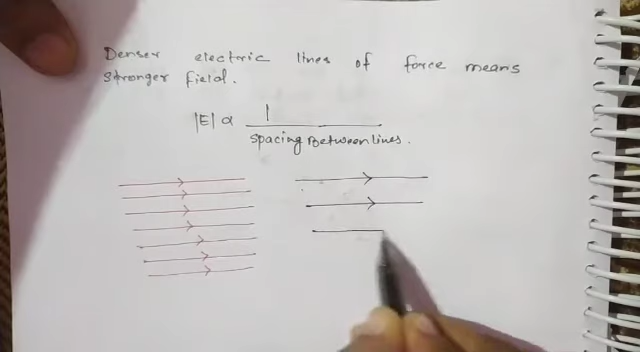 Denser electric lines of force means
stronger field.
|E| α 1
spacing Between lines.